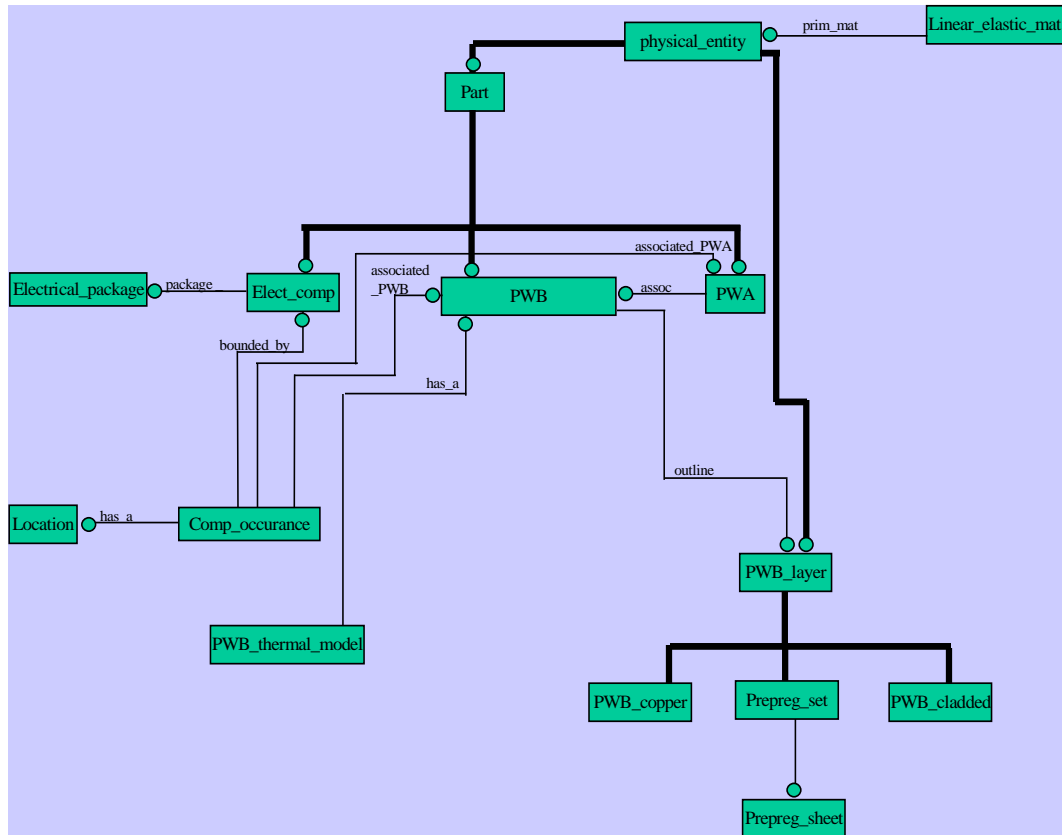 prim_mat
Linear_elastic_mat
physical_entity
Part
associated_PWA
Electrical_package
package_
Elect_comp
associated
_PWB
PWB
assoc
PWA
bounded_by
has_a
outline
Location
has_a
Comp_occurance
PWB_layer
PWB_thermal_model
PWB_copper
Prepreg_set
PWB_cladded
Prepreg_sheet